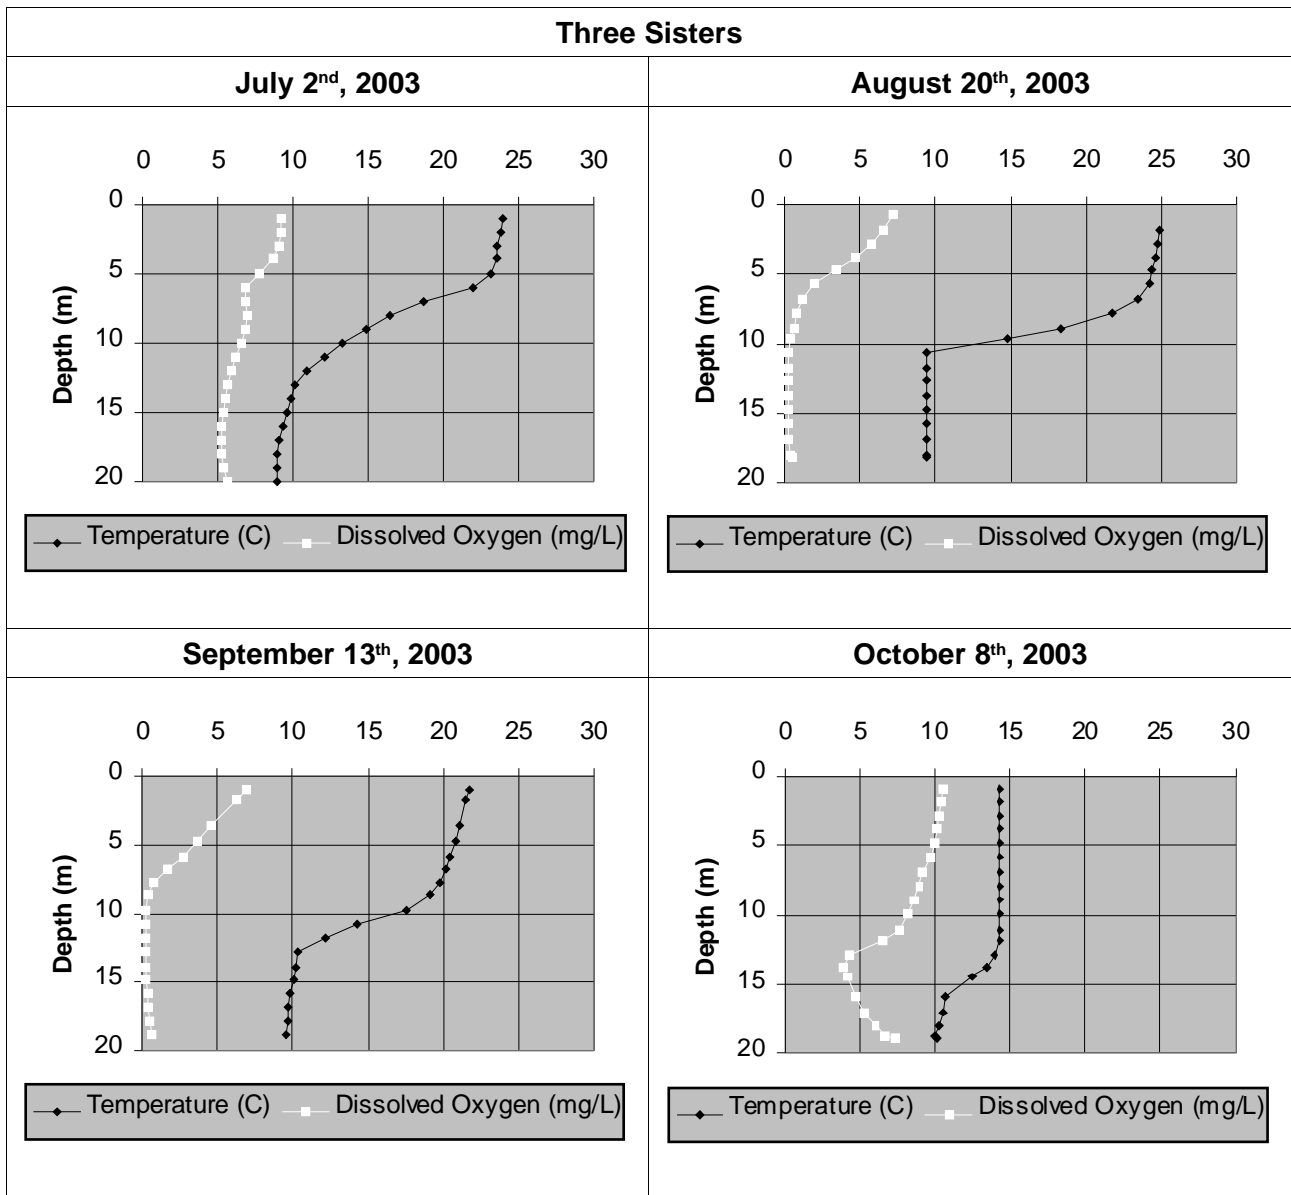 Three Sisters
July 2nd, 2003
August 20th, 2003
0 5 10 15 20 25 30
0
5
10
15
20
Depth (m)
Temperature (C) Dissolved Oxygen (mg/L)
0 5 10 15 20 25 30
0
5
10
15
20
Depth (m)
Temperature (C) Dissolved Oxygen (mg/L)
September 13th, 2003
October 8th, 2003
0 5 10 15 20 25 30
0
5
10
15
20
Depth (m)
Temperature (C) Dissolved Oxygen (mg/L)
0 5 10 15 20 25 30
0
5
10
15
20
Depth (m)
Temperature (C) Dissolved Oxygen (mg/L)